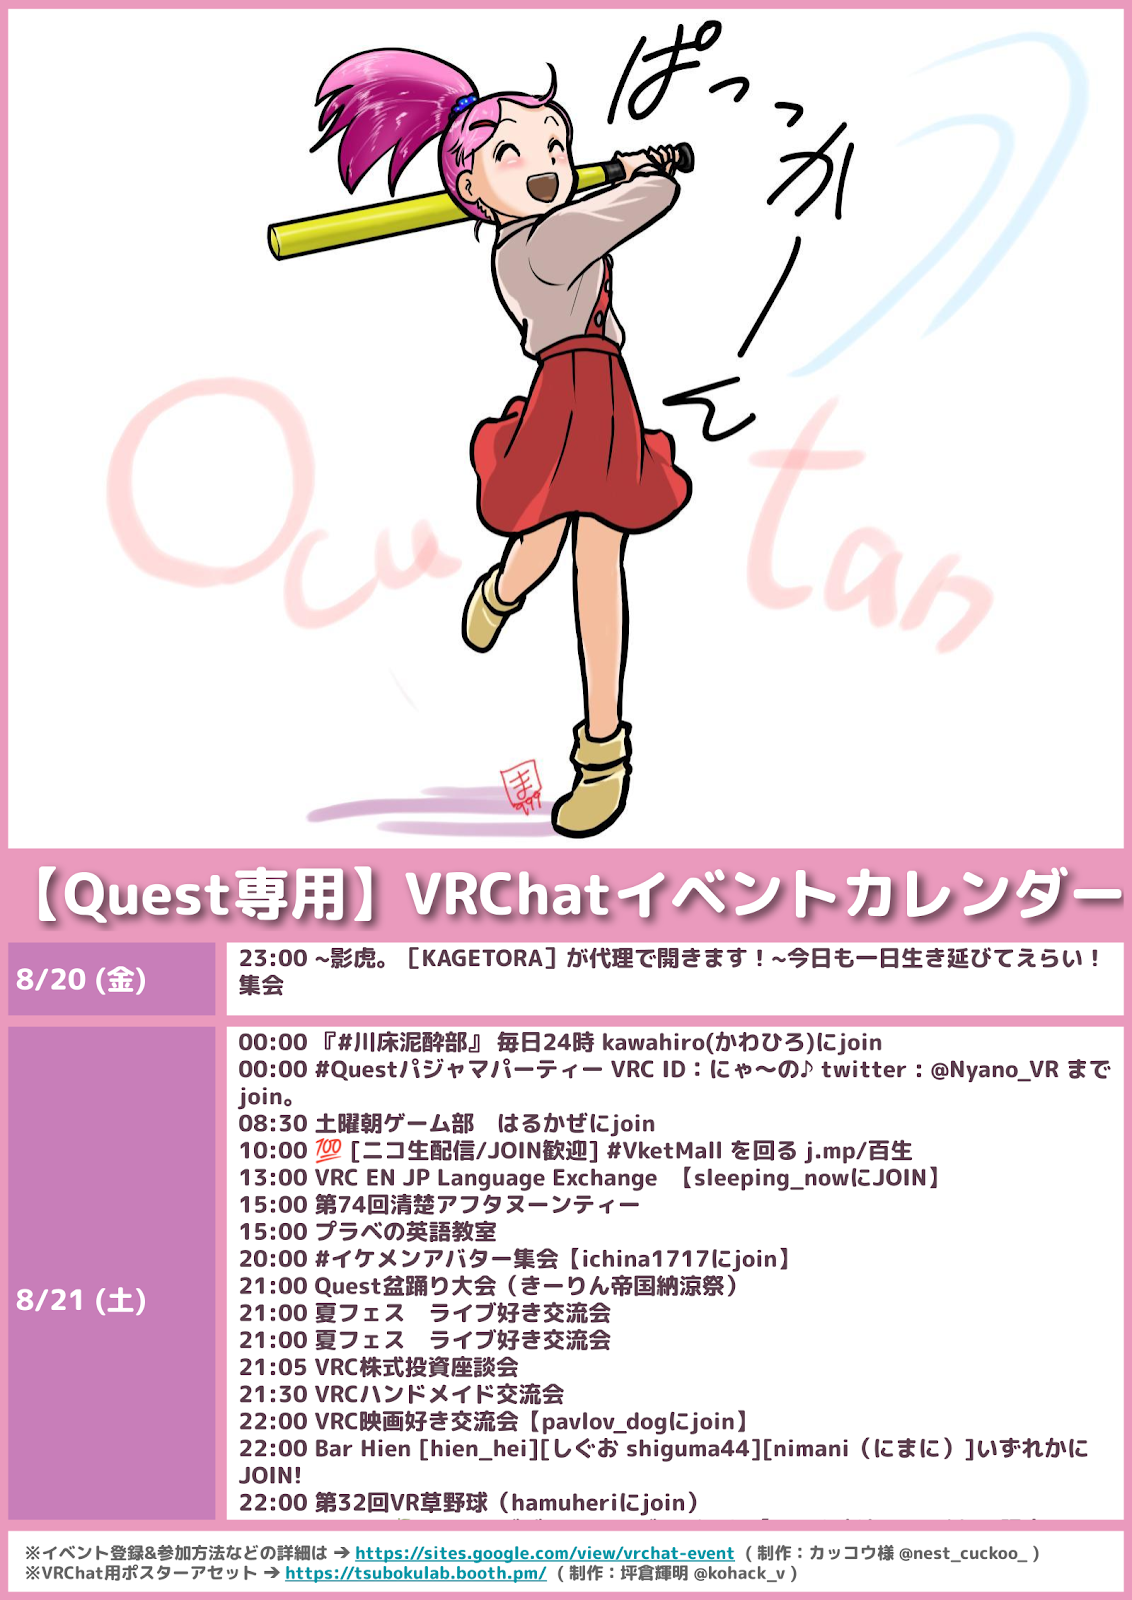 ぱっっかーん
Ocu tan
ま
999
【Quest専用】VRChatイベントカレンダー
8/20 (金)
23:00 ~影虎。［KAGETORA］が代理で開きます！~今日も一日生き延びてえらい！
集会
8/21 (土)
00:00 『#川床泥酔部』 毎日24時 kawahiro(かわひろ)にjoin
00:00 #Questパジャマパーティー VRC ID：にゃ〜の♪ twitter : @Nyano_VR まで
join。
08:30 土曜朝ゲーム部　はるかぜにjoin
10:00 💯 [ニコ生配信/JOIN歓迎] #VketMall を回る j.mp/百生
13:00 VRC EN JP Language Exchange 【sleeping_nowにJOIN】
15:00 第74回清楚アフタヌーンティー
15:00 プラベの英語教室
20:00 #イケメンアバター集会【ichina1717にjoin】
21:00 Quest盆踊り大会（きーりん帝国納涼祭）
21:00 夏フェス　ライブ好き交流会
21:00 夏フェス　ライブ好き交流会
21:05 VRC株式投資座談会
21:30 VRCハンドメイド交流会
22:00 VRC映画好き交流会【pavlov_dogにjoin】
22:00 Bar Hien [hien_hei][しぐお shiguma44][nimani（にまに）]いずれかに
JOIN!
22:00 第32回VR草野球（hamuheriにjoin）
※イベント登録&参加方法などの詳細は ➔ https://sites.google.com/view/vrchat-event ( 制作：カッコウ様 @nest_cuckoo_ )
※VRChat用ポスターアセット ➔ https://tsubokulab.booth.pm/ ( 制作：坪倉輝明 @kohack_v )